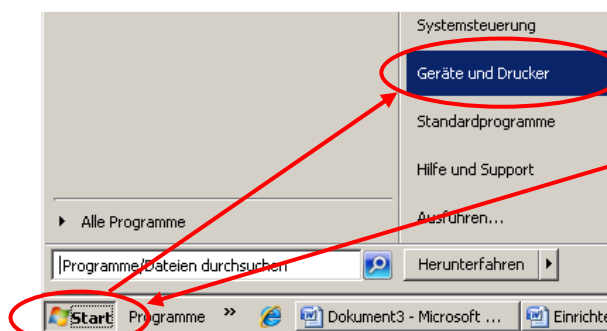 Systemsteuerung
Geräte und Drucker
Standardprogramme
Hilfe und Support
Ausführen...
Alle Programme
Programme/Dateien durchsuchen
Herunterfahren
Start Programme » Dokument3 - Microsoft ... Einrichte